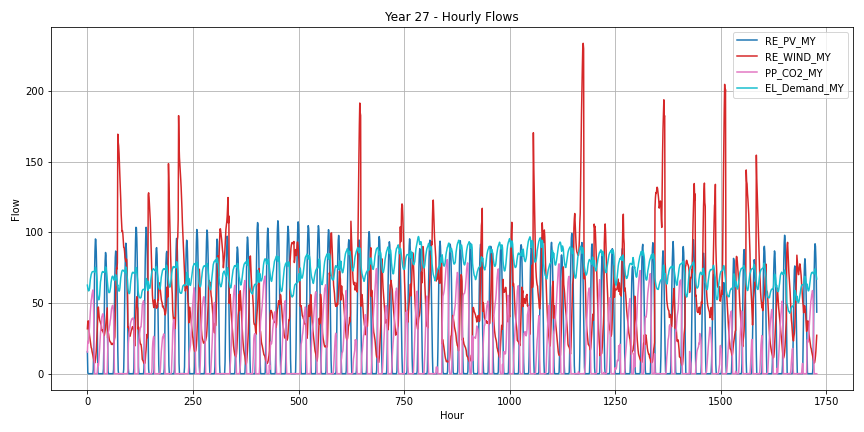 Year 27 - Hourly Flows
RE_PV_MY
RE_WIND_MY
PP_CO2_MY
EL_Demand_MY
200
150
100
50
0
Flow
0 250 500 750 1000 1250 1500 1750
Hour